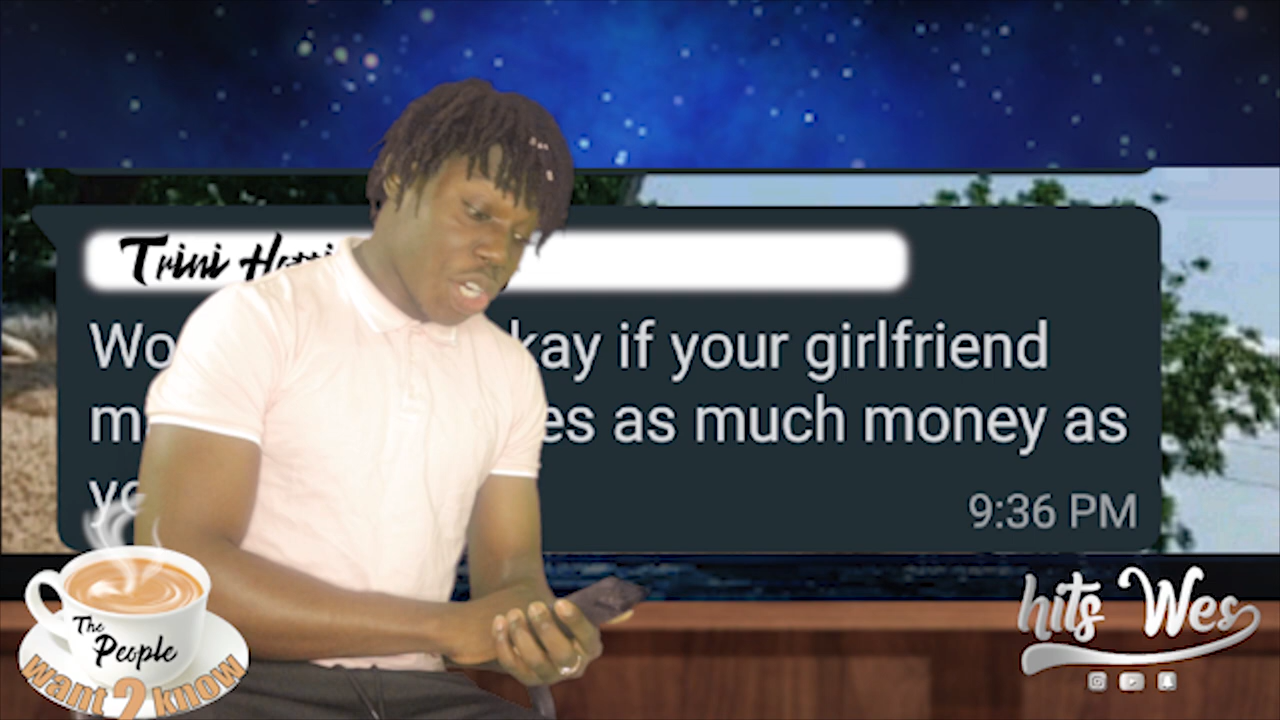 Trini
Wo kay if your girlfriend
m es as much money as
yo
9:36 PM
The
People
want 2 know
hits Wes